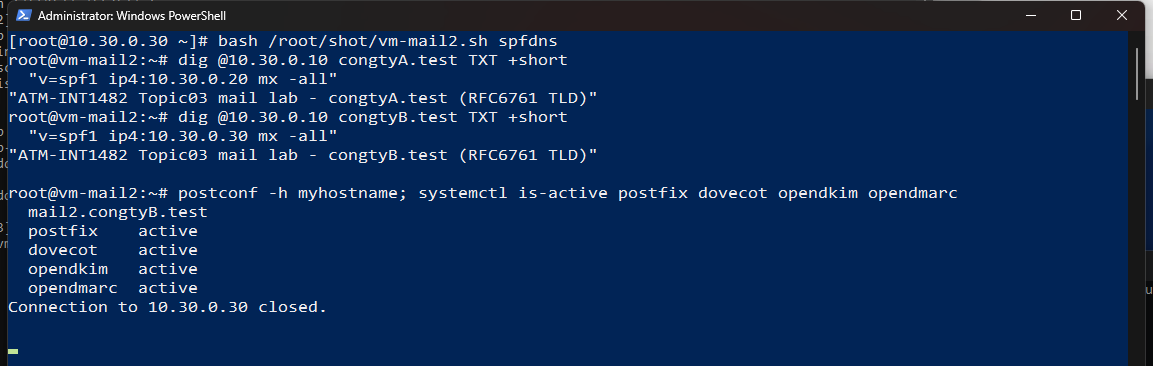 Administrator: Windows PowerShell
[root@10.30.0.30 ~]# bash /root/shot/vm-mail2.sh spfdns
root@vm-mail2:~# dig @10.30.0.10 congtyA.test TXT +short
  "v=spf1 ip4:10.30.0.20 mx -all"
"ATM-INT1482 Topic03 mail lab - congtyA.test (RFC6761 TLD)"
root@vm-mail2:~# dig @10.30.0.10 congtyB.test TXT +short
  "v=spf1 ip4:10.30.0.30 mx -all"
"ATM-INT1482 Topic03 mail lab - congtyB.test (RFC6761 TLD)"
root@vm-mail2:~# postconf -h myhostname; systemctl is-active postfix dovecot opendkim opendmarc
  mail2.congtyB.test
  postfix    active
  dovecot    active
  opendkim   active
  opendmarc  active
Connection to 10.30.0.30 closed.